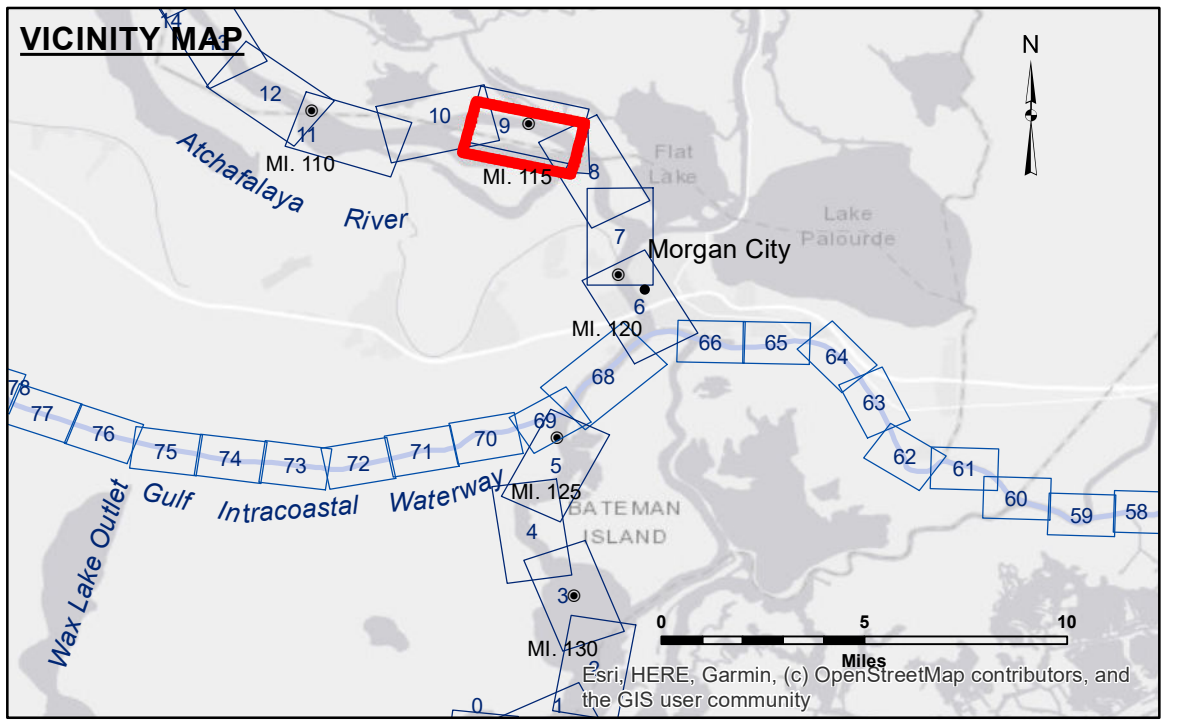 14
13
VICINITY MAP
N
12
10
9
11
MI. 110
MI. 115
8
Flat
Lake
Atchafalaya River
Lake
Palourde
7
Morgan City
6
MI. 120
66
65
64
68
63
78
77
76
75
74
73
72
71
70
69
62
61
60
59
58
5
MI. 125
Gulf Intracoastal Waterway
BATEMAN
ISLAND
4
Wax Lake Outlet
3
MI. 130
2
0
1
0 5 10
Miles
Esri, HERE, Garmin, (c) OpenStreetMap contributors, and
the GIS user community